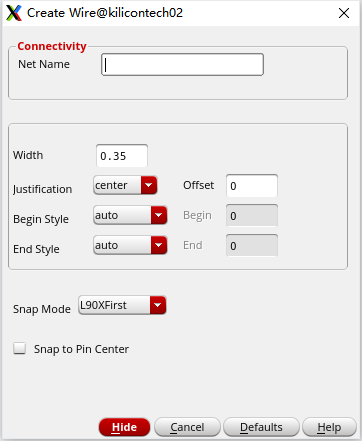 Create Wire@kilicontech02
Connectivity
Net Name
Width 0.35
Justification center Offset 0
Begin Style auto Begin 0
End Style auto End 0
Snap Mode L90XFirst
Snap to Pin Center
Hide Cancel Defaults Help